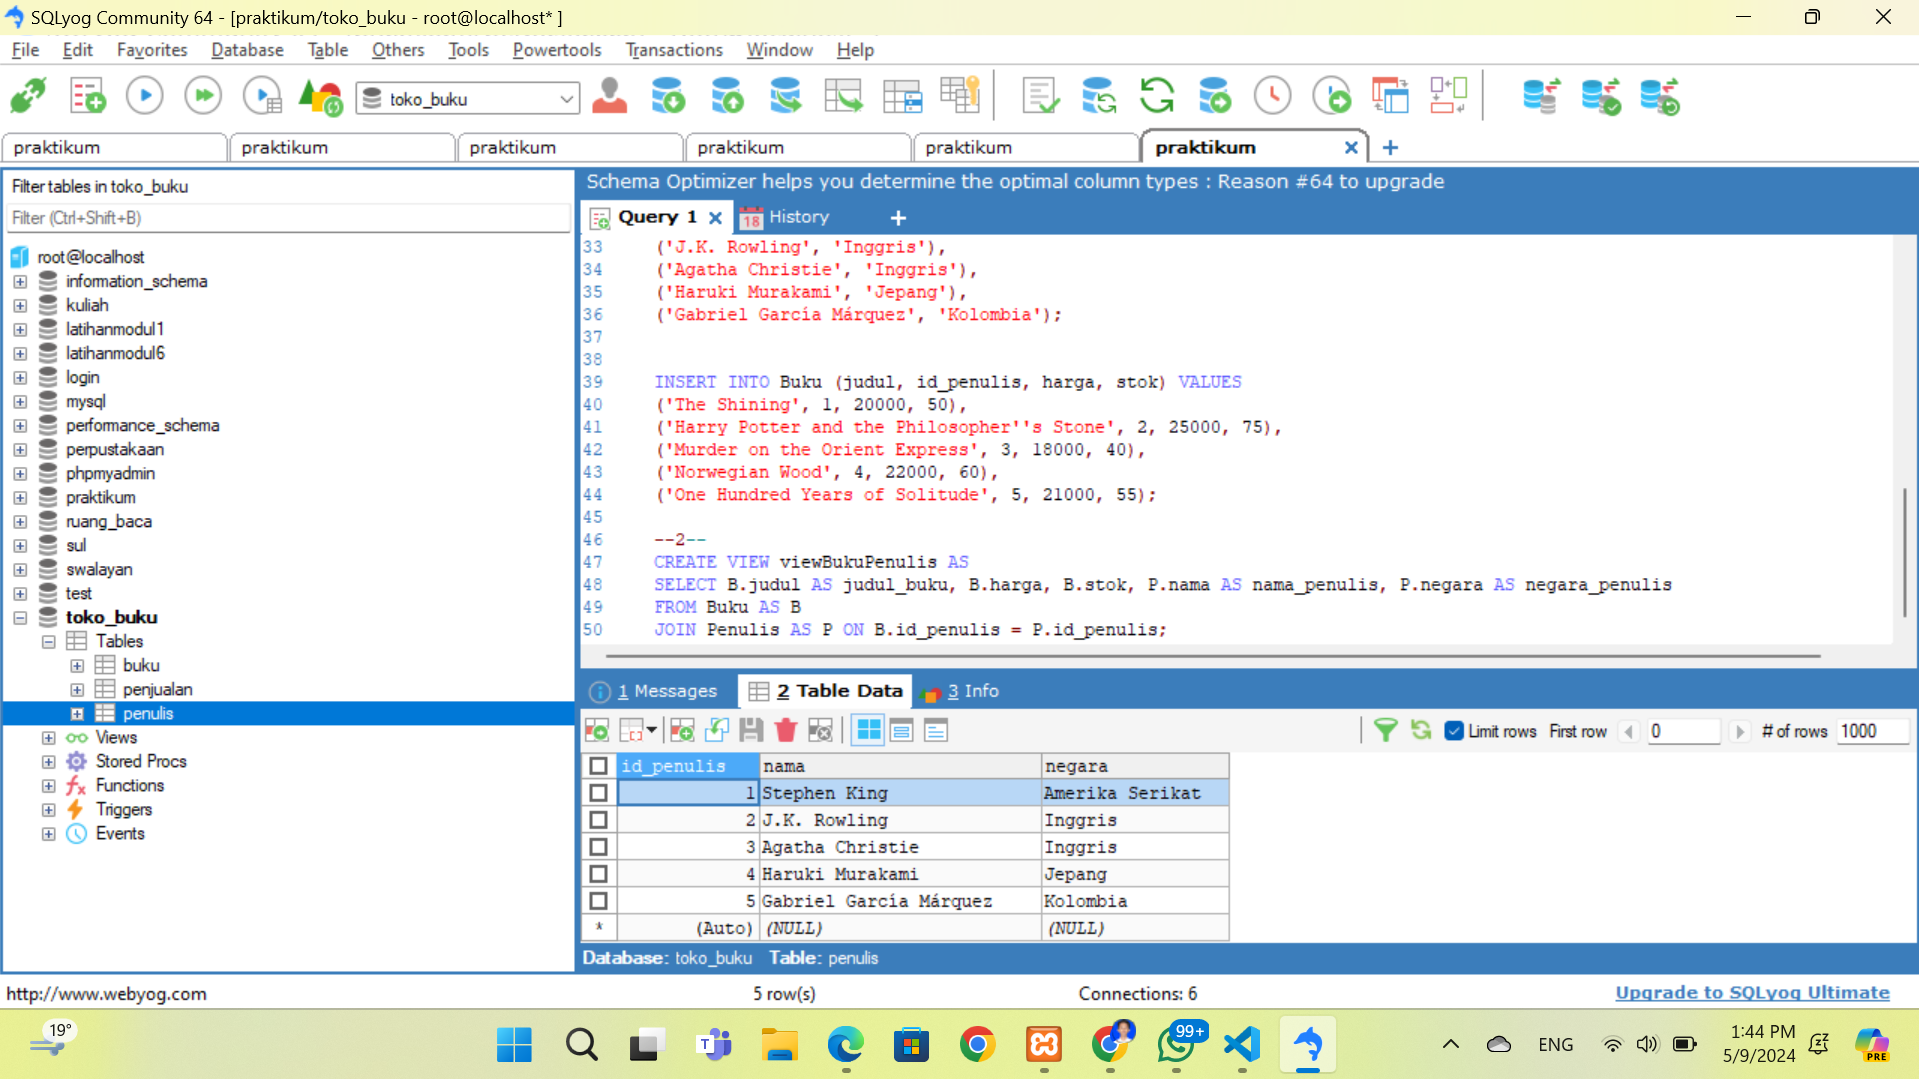 SQLyog Community 64 - [praktikum/toko_buku - root@localhost* ]
File Edit Favorites Database Table Others Tools Powertools Transactions Window Help
toko_buku
praktikum praktikum praktikum praktikum praktikum praktikum
Filter tables in toko_buku
Filter (Ctrl+Shift+B)
root@localhost
information_schema
kuliah
latihanmodul1
latihanmodul6
login
mysql
performance_schema
perpustakaan
phpmyadmin
praktikum
ruang_baca
sul
swalayan
test
toko_buku
Tables
buku
penjualan
penulis
Views
Stored Procs
Functions
Triggers
Events
Schema Optimizer helps you determine the optimal column types : Reason #64 to upgrade
Query 1 18 History
33 ('J.K. Rowling', 'Inggris'),
34 ('Agatha Christie', 'Inggris'),
35 ('Haruki Murakami', 'Jepang'),
36 ('Gabriel García Márquez', 'Kolombia');
37
38
39 INSERT INTO Buku (judul, id_penulis, harga, stok) VALUES
40 ('The Shining', 1, 20000, 50),
41 ('Harry Potter and the Philosopher''s Stone', 2, 25000, 75),
42 ('Murder on the Orient Express', 3, 18000, 40),
43 ('Norwegian Wood', 4, 22000, 60),
44 ('One Hundred Years of Solitude', 5, 21000, 55);
45
46 --2--
47 CREATE VIEW viewBukuPenulis AS
48 SELECT B.judul AS judul_buku, B.harga, B.stok, P.nama AS nama_penulis, P.negara AS negara_penulis
49 FROM Buku AS B
50 JOIN Penulis AS P ON B.id_penulis = P.id_penulis;
1 Messages 2 Table Data 3 Info
Limit rows First row 0 # of rows 1000
id_penulis nama negara
1 Stephen King Amerika Serikat
2 J.K. Rowling Inggris
3 Agatha Christie Inggris
4 Haruki Murakami Jepang
5 Gabriel García Márquez Kolombia
* (Auto) (NULL) (NULL)
Database: toko_buku Table: penulis
http://www.webyog.com 5 row(s) Connections: 6 Upgrade to SQLyog Ultimate
19°
99+
ENG
1:44 PM
5/9/2024
PRE